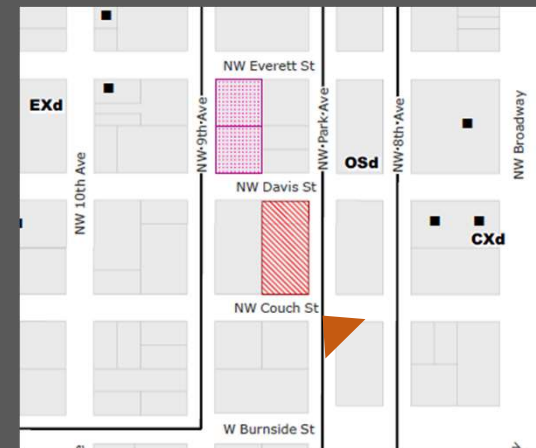 NW Everett St
EXd
NW 10th Ave
NW 9th Ave
NW Park Ave
NW 8th Ave
NW Broadway
OSd
NW Davis St
CXd
NW Couch St
W Burnside St